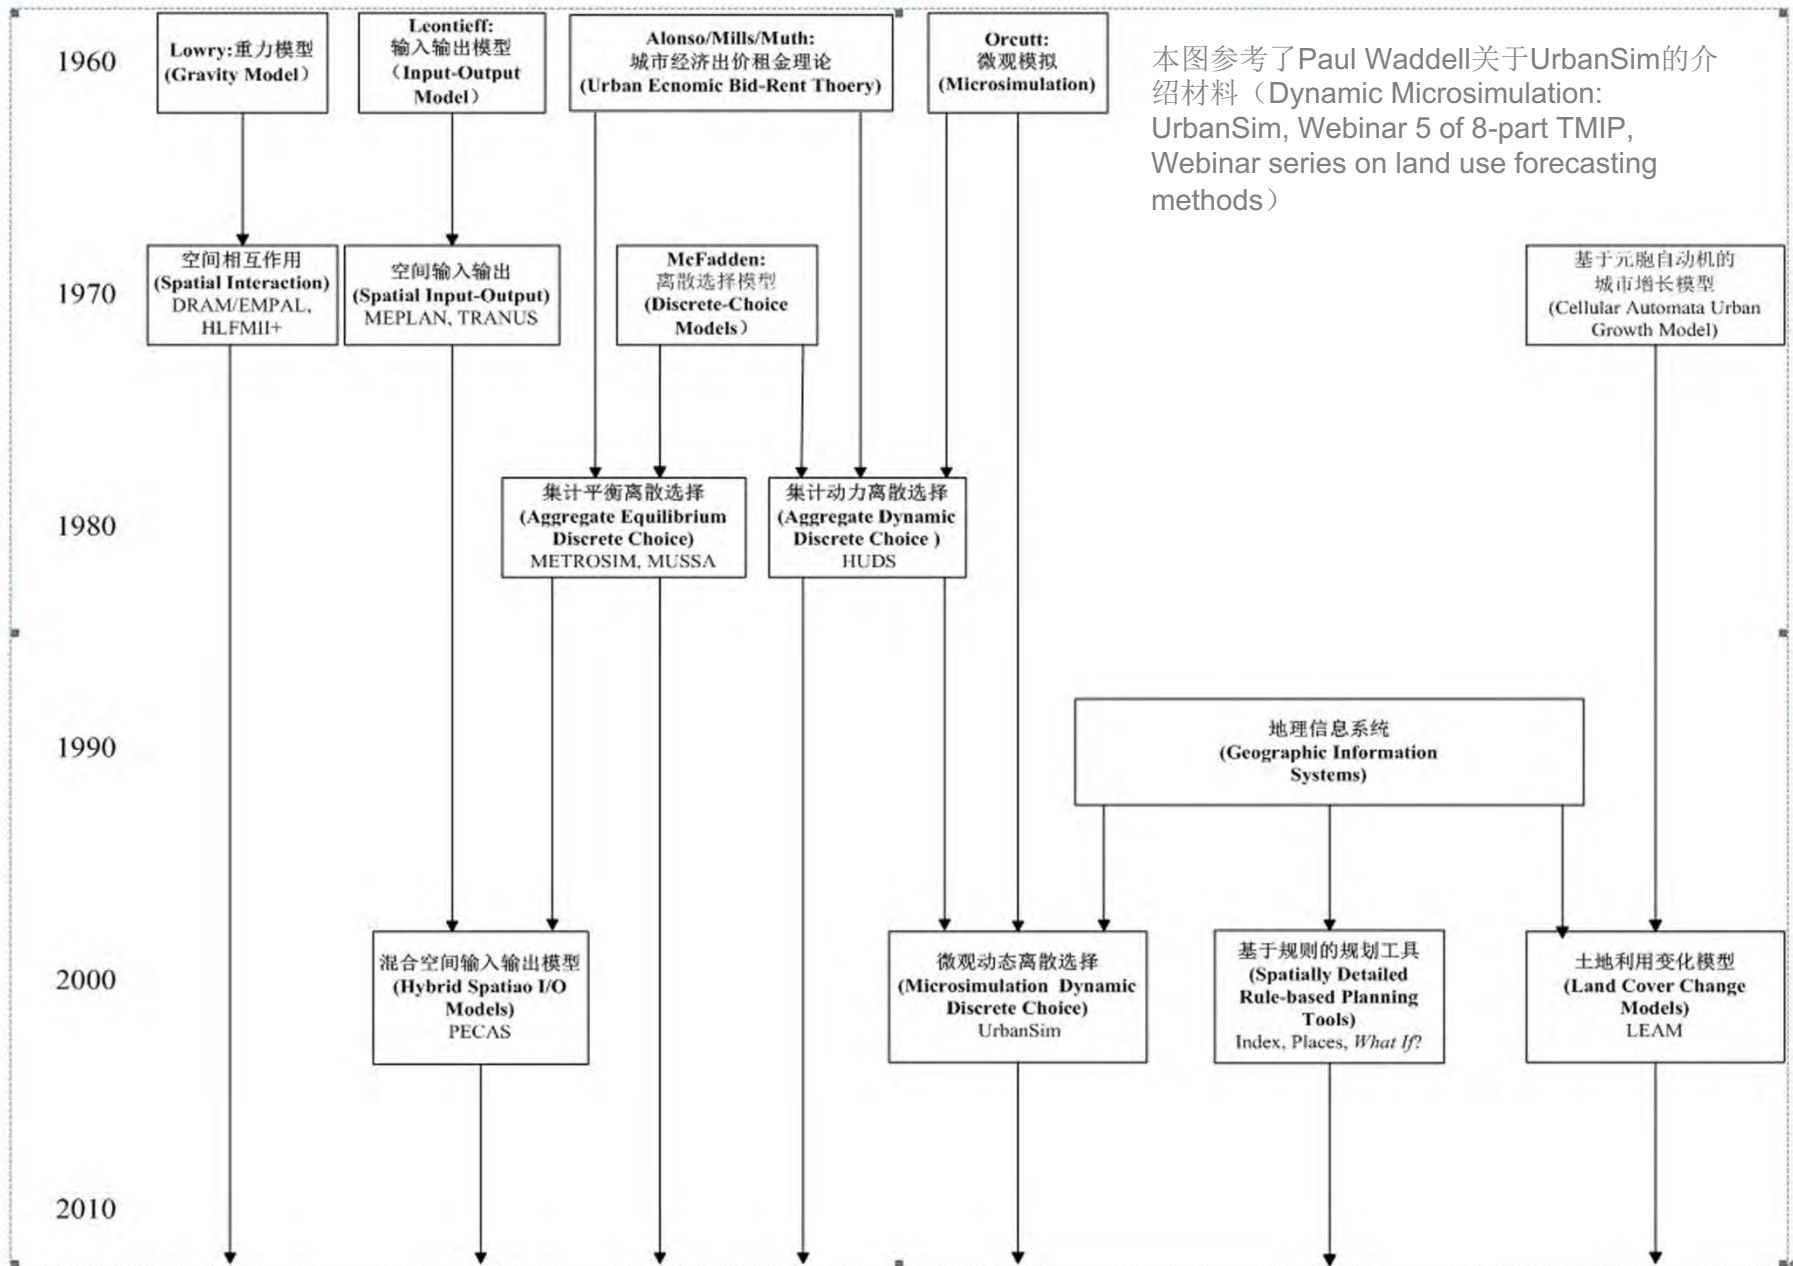 1960
Lowry:重力模型
(Gravity Model）
Leontieff:
输入输出模型
（Input-Output
Model）
Alonso/Mills/Muth:
城市经济出价租金理论
(Urban Ecnomic Bid-Rent Thoery)
Orcutt:
微观模拟
(Microsimulation)
本图参考了Paul Waddell关于UrbanSim的介
绍材料（Dynamic Microsimulation:
UrbanSim, Webinar 5 of 8-part TMIP,
Webinar series on land use forecasting
methods）
1970
空间相互作用
(Spatial Interaction)
DRAM/EMPAL,
HLFMII+
空间输入输出
(Spatial Input-Output)
MEPLAN, TRANUS
McFadden:
离散选择模型
(Discrete-Choice
Models）
基于元胞自动机的
城市增长模型
(Cellular Automata Urban
Growth Model)
1980
集计平衡离散选择
(Aggregate Equilibrium
Discrete Choice)
METROSIM, MUSSA
集计动力离散选择
(Aggregate Dynamic
Discrete Choice )
HUDS
1990
地理信息系统
(Geographic Information
Systems)
2000
混合空间输入输出模型
(Hybrid Spatiao I/O
Models)
PECAS
微观动态离散选择
(Microsimulation Dynamic
Discrete Choice)
UrbanSim
基于规则的规划工具
(Spatially Detailed
Rule-based Planning
Tools)
Index, Places, What If?
土地利用变化模型
(Land Cover Change
Models)
LEAM
2010